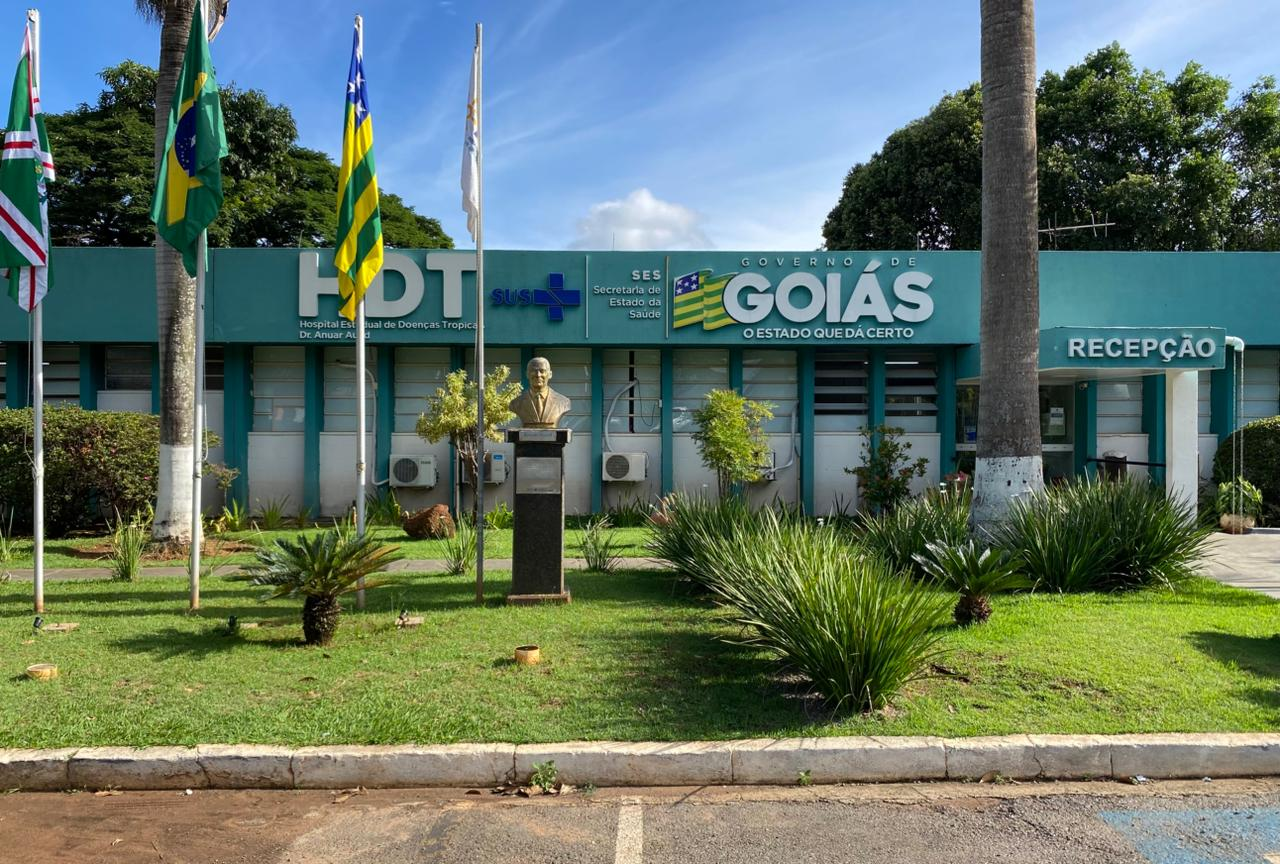 HDT
Hospital Estadual de Doenças Tropicais
Dr. Anuar Auad
SUS
SES
Secretaria de
Estado da
Saúde
GOVERNO DE
GOIÁS
O ESTADO QUE DÁ CERTO
RECEPÇÃO